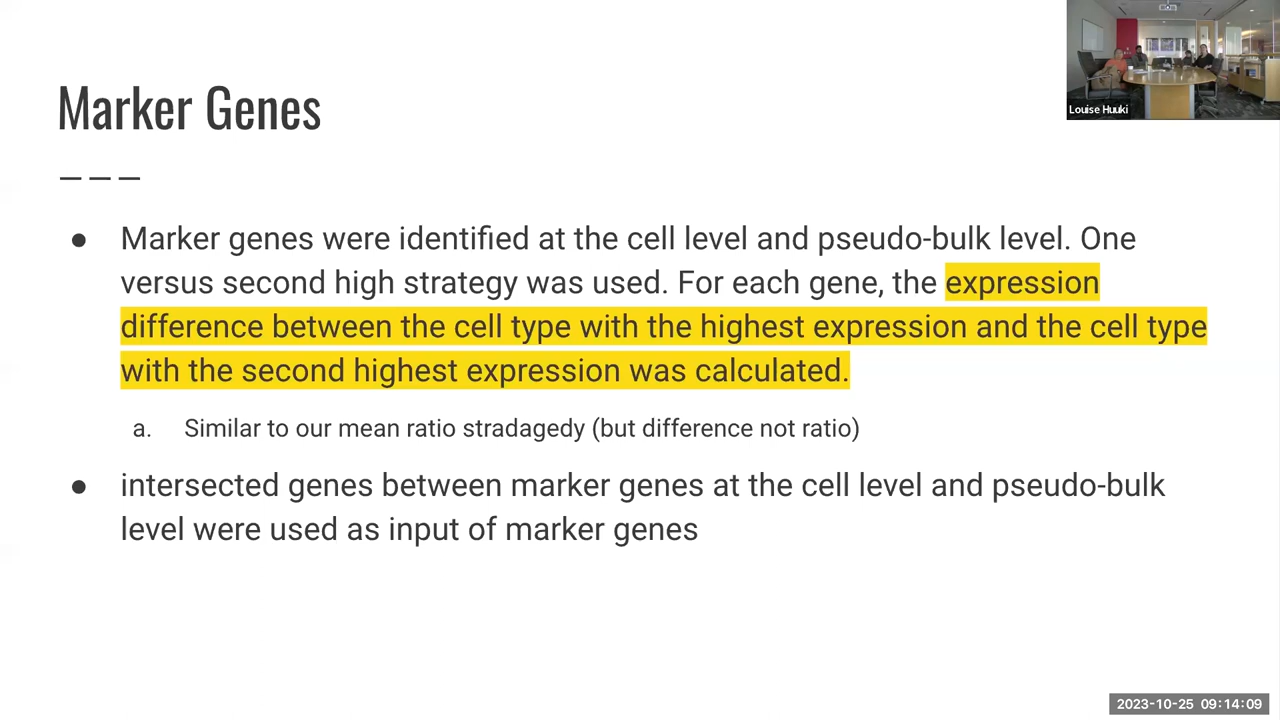 Louise Huuki
Marker Genes
● Marker genes were identified at the cell level and pseudo-bulk level. One
versus second high strategy was used. For each gene, the expression
difference between the cell type with the highest expression and the cell type
with the second highest expression was calculated.
a. Similar to our mean ratio stradagedy (but difference not ratio)
● intersected genes between marker genes at the cell level and pseudo-bulk
level were used as input of marker genes
2023-10-25 09:14:09